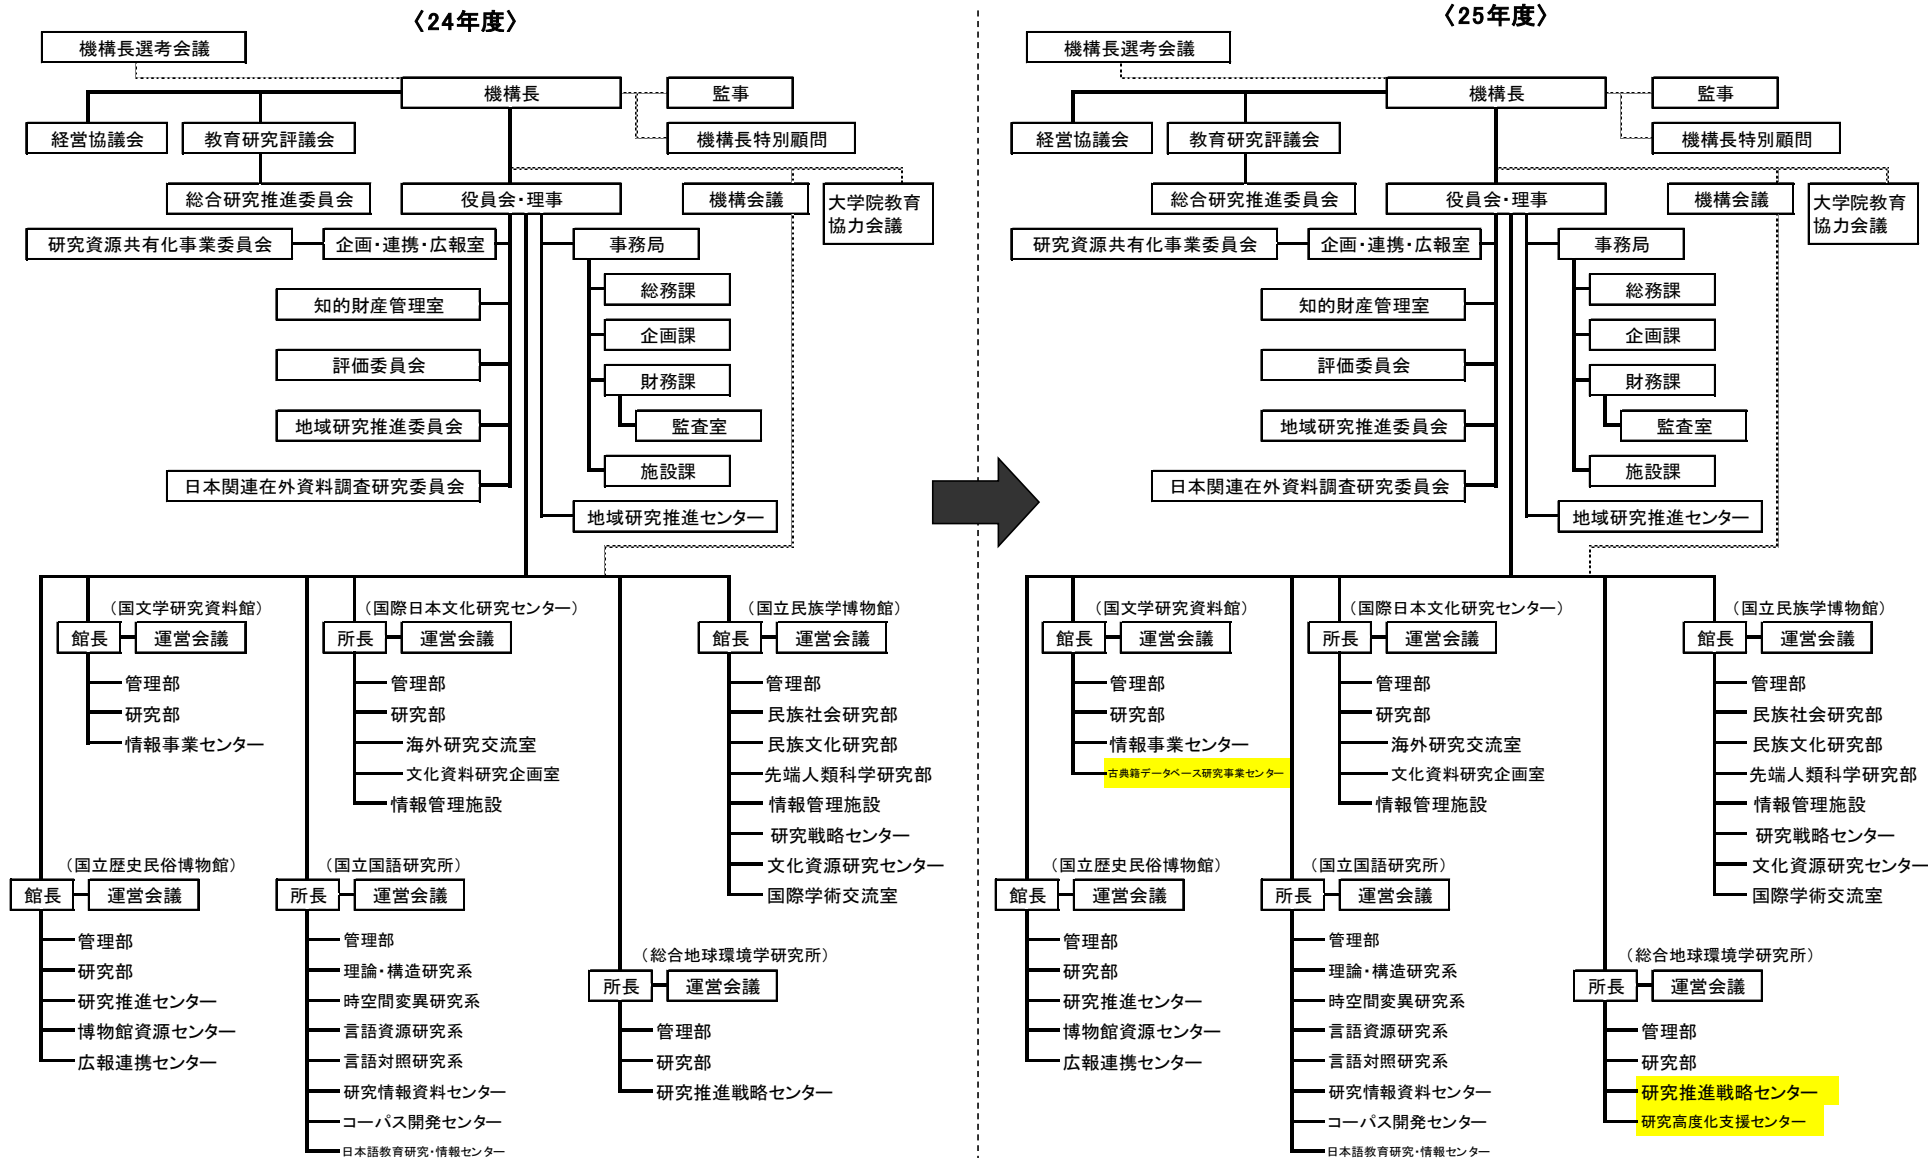 〈24年度〉
機構長選考会議
機構長
監事
経営協議会
教育研究評議会
機構長特別顧問
総合研究推進委員会
役員会・理事
機構会議
大学院教育
協力会議
研究資源共有化事業委員会
企画・連携・広報室
事務局
知的財産管理室
総務課
企画課
評価委員会
財務課
地域研究推進委員会
監査室
日本関連在外資料調査研究委員会
施設課
地域研究推進センター
（国文学研究資料館）
館長
運営会議
管理部
研究部
情報事業センター
（国際日本文化研究センター）
所長
運営会議
管理部
研究部
海外研究交流室
文化資料研究企画室
情報管理施設
（国立民族学博物館）
館長
運営会議
管理部
民族社会研究部
民族文化研究部
先端人類科学研究部
情報管理施設
研究戦略センター
文化資源研究センター
国際学術交流室
（国立歴史民俗博物館）
館長
運営会議
管理部
研究部
研究推進センター
博物館資源センター
広報連携センター
（国立国語研究所）
所長
運営会議
管理部
理論・構造研究系
時空間変異研究系
言語資源研究系
言語対照研究系
研究情報資料センター
コーパス開発センター
日本語教育研究・情報センター
（総合地球環境学研究所）
所長
運営会議
管理部
研究部
研究推進戦略センター
〈25年度〉
機構長選考会議
機構長
監事
経営協議会
教育研究評議会
機構長特別顧問
総合研究推進委員会
役員会・理事
機構会議
大学院教育
協力会議
研究資源共有化事業委員会
企画・連携・広報室
事務局
知的財産管理室
総務課
企画課
評価委員会
財務課
地域研究推進委員会
監査室
日本関連在外資料調査研究委員会
施設課
地域研究推進センター
（国文学研究資料館）
館長
運営会議
管理部
研究部
情報事業センター
古典籍データベース研究事業センター
（国際日本文化研究センター）
所長
運営会議
管理部
研究部
海外研究交流室
文化資料研究企画室
情報管理施設
（国立民族学博物館）
館長
運営会議
管理部
民族社会研究部
民族文化研究部
先端人類科学研究部
情報管理施設
研究戦略センター
文化資源研究センター
国際学術交流室
（国立歴史民俗博物館）
館長
運営会議
管理部
研究部
研究推進センター
博物館資源センター
広報連携センター
（国立国語研究所）
所長
運営会議
管理部
理論・構造研究系
時空間変異研究系
言語資源研究系
言語対照研究系
研究情報資料センター
コーパス開発センター
日本語教育研究・情報センター
（総合地球環境学研究所）
所長
運営会議
管理部
研究部
研究推進戦略センター
研究高度化支援センター